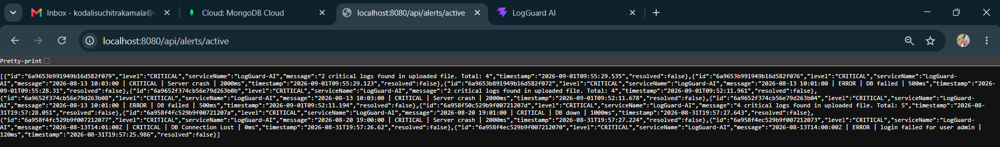 Inbox - kodalisuchitrakamala@g
Cloud: MongoDB Cloud
localhost:8080/api/alerts/active
LogGuard AI
localhost:8080/api/alerts/active
Pretty-print
[{"id":"6a9653b991949b16d582f079","level":"CRITICAL","serviceName":"LogGuard-AI","message":"2 critical logs found in uploaded file. Total: 4","timestamp":"2026-09-01T09:55:29.535","resolved":false},{"id":"6a9653b991949b16d582f076","level":"CRITICAL","serviceName":"LogGuard-
AI","message":"2026-08-13 10:03:00 | CRITICAL | Server crash | 2000ms","timestamp":"2026-09-01T09:55:29.123","resolved":false},{"id":"6a9653b891949b16d582f072","level":"CRITICAL","serviceName":"LogGuard-AI","message":"2026-08-13 10:01:00 | ERROR | DB failed | 500ms","timestamp":"2026-
09-01T09:55:28.31","resolved":false},{"id":"6a9652f374cb56e79d263b0b","level":"CRITICAL","serviceName":"LogGuard-AI","message":"2 critical logs found in uploaded file. Total: 4","timestamp":"2026-09-01T09:52:11.961","resolved":false},
{"id":"6a9652f374cb56e79d263b08","level":"CRITICAL","serviceName":"LogGuard-AI","message":"2026-08-13 10:03:00 | CRITICAL | Server crash | 2000ms","timestamp":"2026-09-01T09:52:11.678","resolved":false},{"id":"6a9652f374cb56e79d263b04","level":"CRITICAL","serviceName":"LogGuard-
AI","message":"2026-08-13 10:01:00 | ERROR | DB failed | 500ms","timestamp":"2026-09-01T09:52:11.194","resolved":false},{"id":"6a958f50c529b9f00721207d","level":"CRITICAL","serviceName":"LogGuard-AI","message":"4 critical logs found in uploaded file. Total: 5","timestamp":"2026-08-
31T19:57:28.051","resolved":false},{"id":"6a958f4fc529b9f00721207a","level":"CRITICAL","serviceName":"LogGuard-AI","message":"2026-08-20 19:01:00 | CRITICAL | DB down | 1000ms","timestamp":"2026-08-31T19:57:27.643","resolved":false},
{"id":"6a958f4fc529b9f007212077","level":"CRITICAL","serviceName":"LogGuard-AI","message":"2026-08-20 19:00:00 | CRITICAL | Server crash | 2000ms","timestamp":"2026-08-31T19:57:27.224","resolved":false},{"id":"6a958f4ec529b9f007212073","level":"CRITICAL","serviceName":"LogGuard-
AI","message":"2026-08-13T14:01:00Z | CRITICAL | DB Connection Lost | 0ms","timestamp":"2026-08-31T19:57:26.62","resolved":false},{"id":"6a958f4ec529b9f007212070","level":"CRITICAL","serviceName":"LogGuard-AI","message":"2026-08-13T14:00:00Z | ERROR | login failed for user admin |
120ms","timestamp":"2026-08-31T19:57:25.986","resolved":false}]